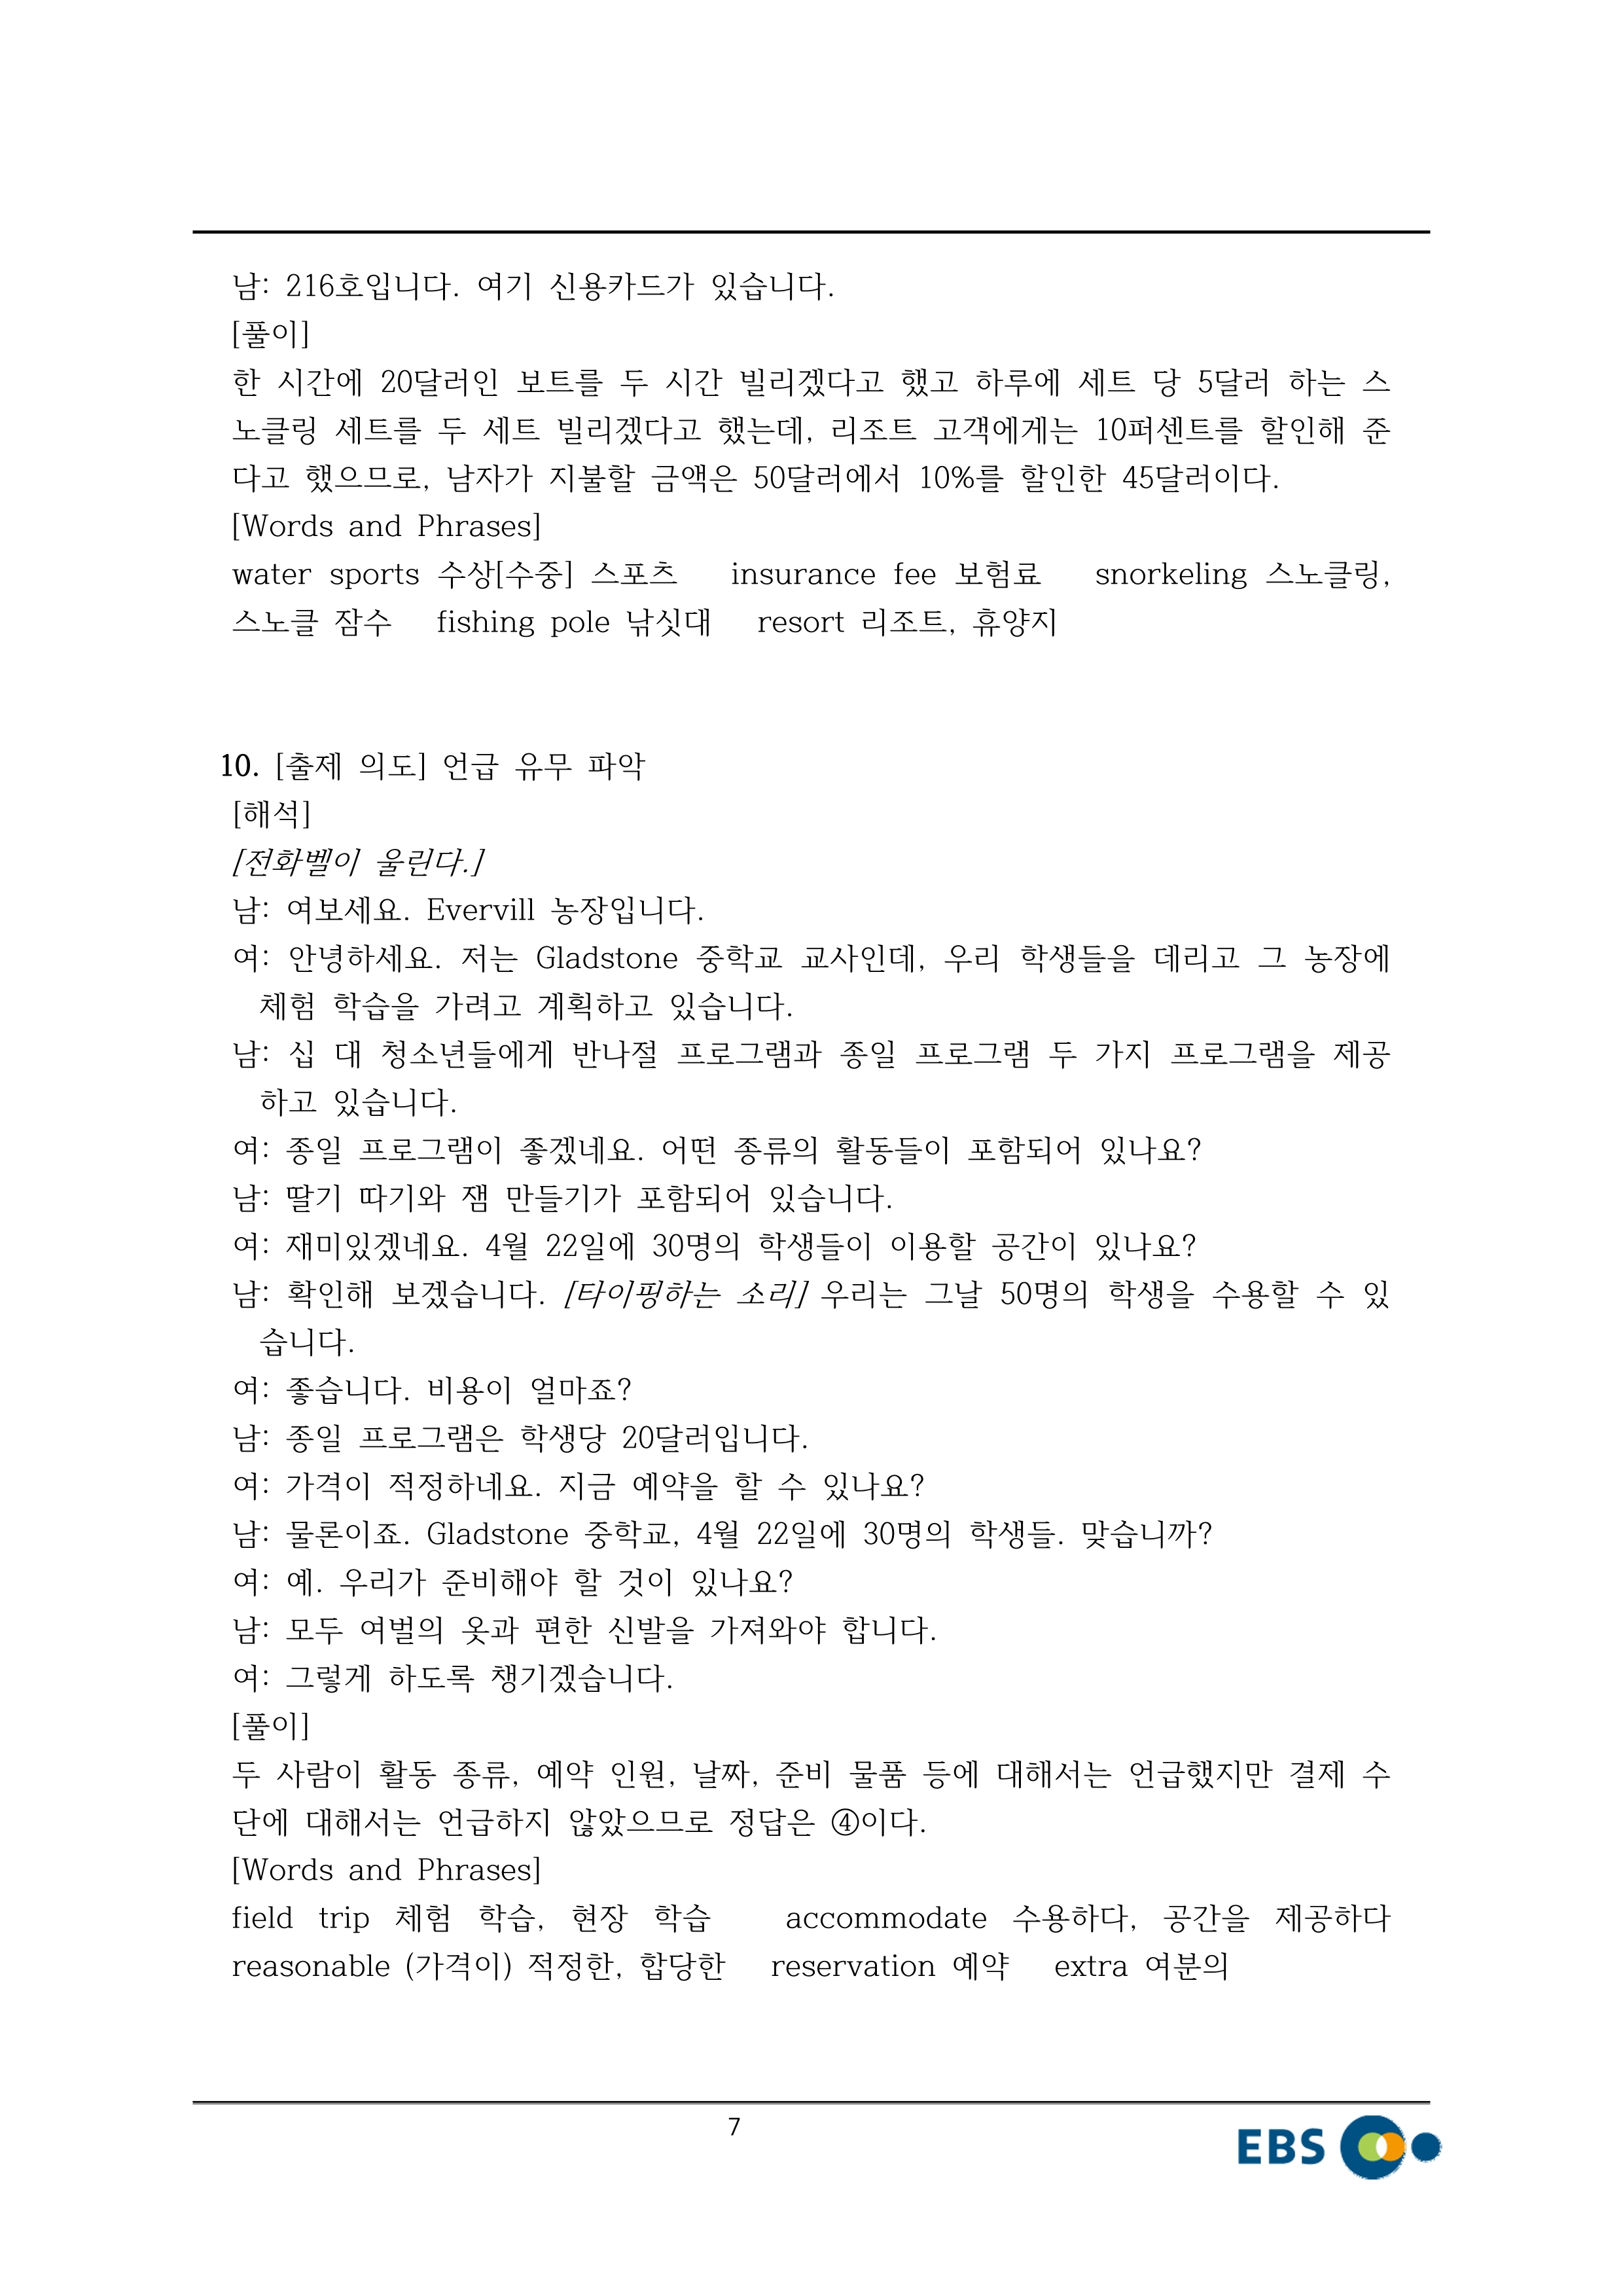 남: 216호입니다. 여기 신용카드가 있습니다.
[풀이]
한 시간에 20달러인 보트를 두 시간 빌리겠다고 했고 하루에 세트 당 5달러 하는 스
노클링 세트를 두 세트 빌리겠다고 했는데, 리조트 고객에게는 10퍼센트를 할인해 준
다고 했으므로, 남자가 지불할 금액은 50달러에서 10%를 할인한 45달러이다.
[Words and Phrases]
water sports 수상[수중] 스포츠 insurance fee 보험료 snorkeling 스노클링,
스노클 잠수 fishing pole 낚싯대 resort 리조트, 휴양지
10. [출제 의도] 언급 유무 파악
[해석]
[전화벨이 울린다.]
남: 여보세요. Evervill 농장입니다.
여: 안녕하세요. 저는 Gladstone 중학교 교사인데, 우리 학생들을 데리고 그 농장에
체험 학습을 가려고 계획하고 있습니다.
남: 십 대 청소년들에게 반나절 프로그램과 종일 프로그램 두 가지 프로그램을 제공
하고 있습니다.
여: 종일 프로그램이 좋겠네요. 어떤 종류의 활동들이 포함되어 있나요?
남: 딸기 따기와 잼 만들기가 포함되어 있습니다.
여: 재미있겠네요. 4월 22일에 30명의 학생들이 이용할 공간이 있나요?
남: 확인해 보겠습니다. [타이핑하는 소리] 우리는 그날 50명의 학생을 수용할 수 있
습니다.
여: 좋습니다. 비용이 얼마죠?
남: 종일 프로그램은 학생당 20달러입니다.
여: 가격이 적정하네요. 지금 예약을 할 수 있나요?
남: 물론이죠. Gladstone 중학교, 4월 22일에 30명의 학생들. 맞습니까?
여: 예. 우리가 준비해야 할 것이 있나요?
남: 모두 여벌의 옷과 편한 신발을 가져와야 합니다.
여: 그렇게 하도록 챙기겠습니다.
[풀이]
두 사람이 활동 종류, 예약 인원, 날짜, 준비 물품 등에 대해서는 언급했지만 결제 수
단에 대해서는 언급하지 않았으므로 정답은 ④이다.
[Words and Phrases]
field trip 체험 학습, 현장 학습 accommodate 수용하다, 공간을 제공하다
reasonable (가격이) 적정한, 합당한 reservation 예약 extra 여분의
7
EBS